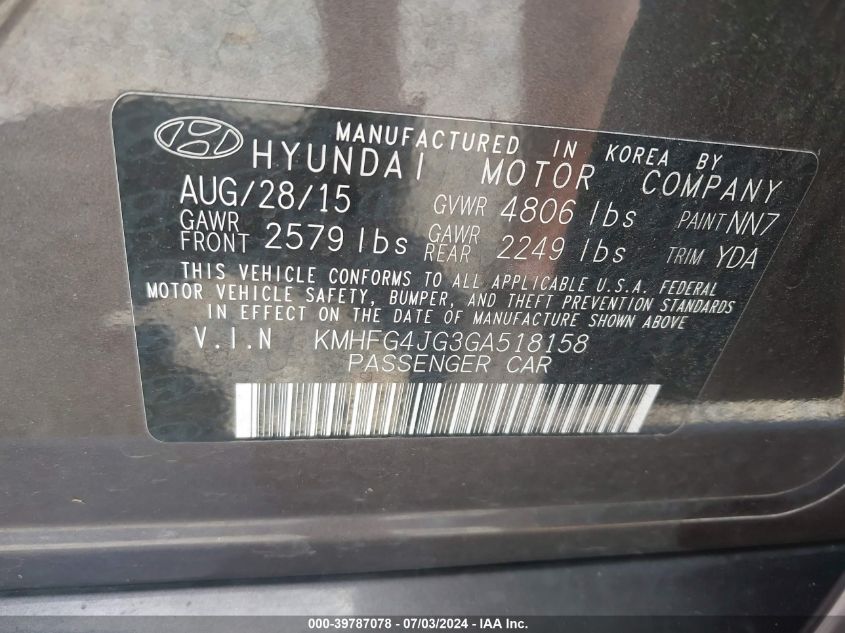 MANUFACTURED IN KOREA BY
HYUNDAI MOTOR COMPANY
AUG/28/15 GVWR 4806 lbs PAINT NN7
GAWR FRONT 2579 lbs GAWR REAR 2249 lbs TRIM YDA
THIS VEHICLE CONFORMS TO ALL APPLICABLE U.S.A. FEDERAL
MOTOR VEHICLE SAFETY, BUMPER, AND THEFT PREVENTION STANDARDS
IN EFFECT ON THE DATE OF MANUFACTURE SHOWN ABOVE
V.I.N KMHFG4JG3GA518158
PASSENGER CAR
000-39787078 - 07/03/2024 - IAA Inc.